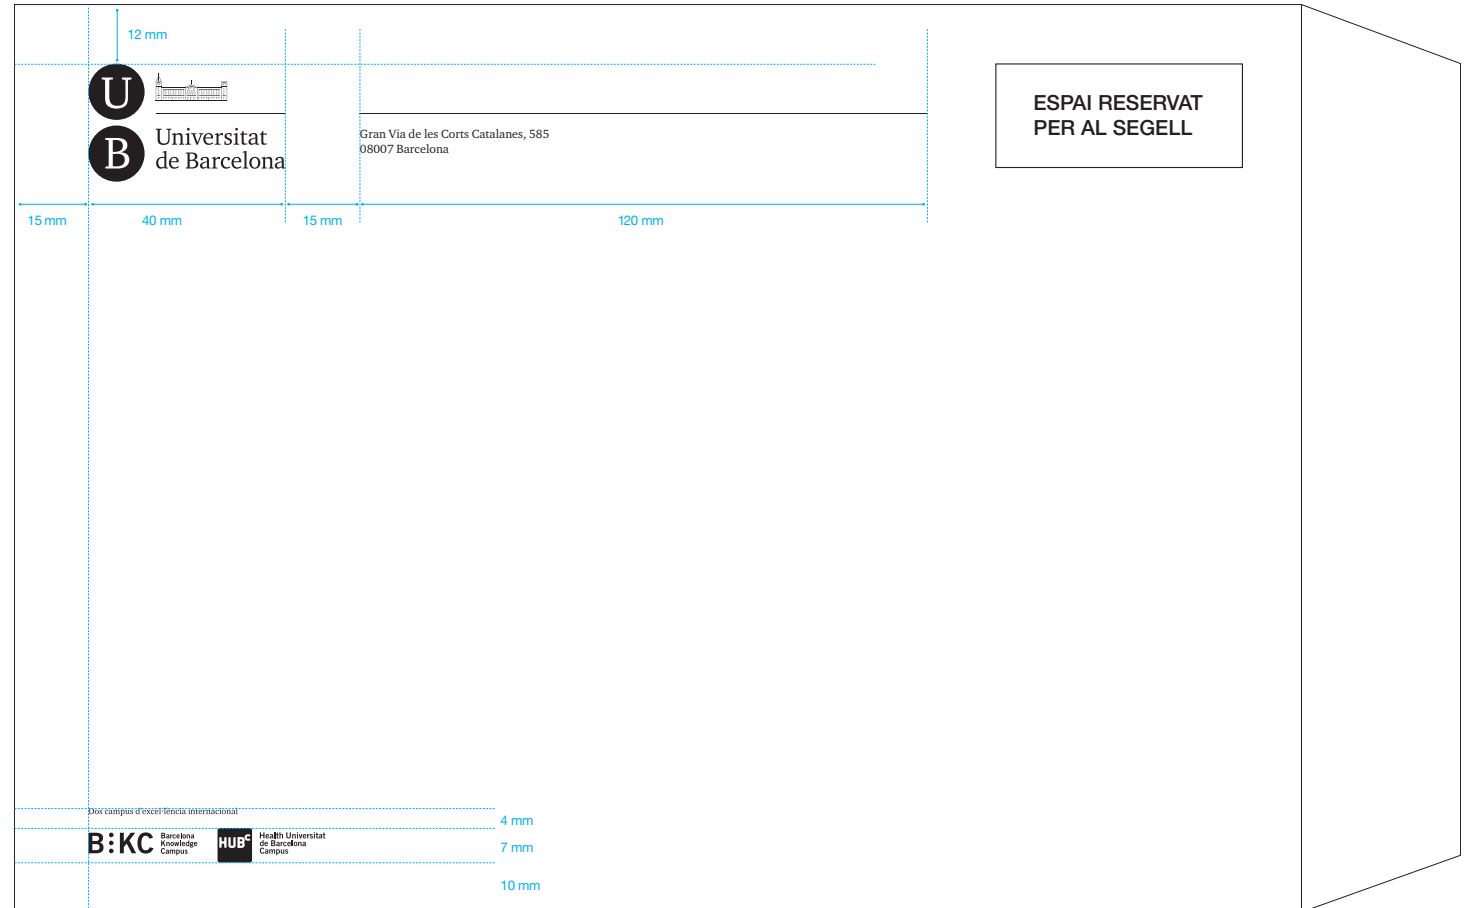 12 mm
U
B
Universitat
de Barcelona
Gran Via de les Corts Catalanes, 585
08007 Barcelona
ESPAI RESERVAT
PER AL SEGELL
15 mm
40 mm
15 mm
120 mm
Dos campus d'excel·lència internacional
4 mm
B:KC
Barcelona
Knowledge
Campus
HUBc
Health Universitat
de Barcelona
Campus
7 mm
10 mm